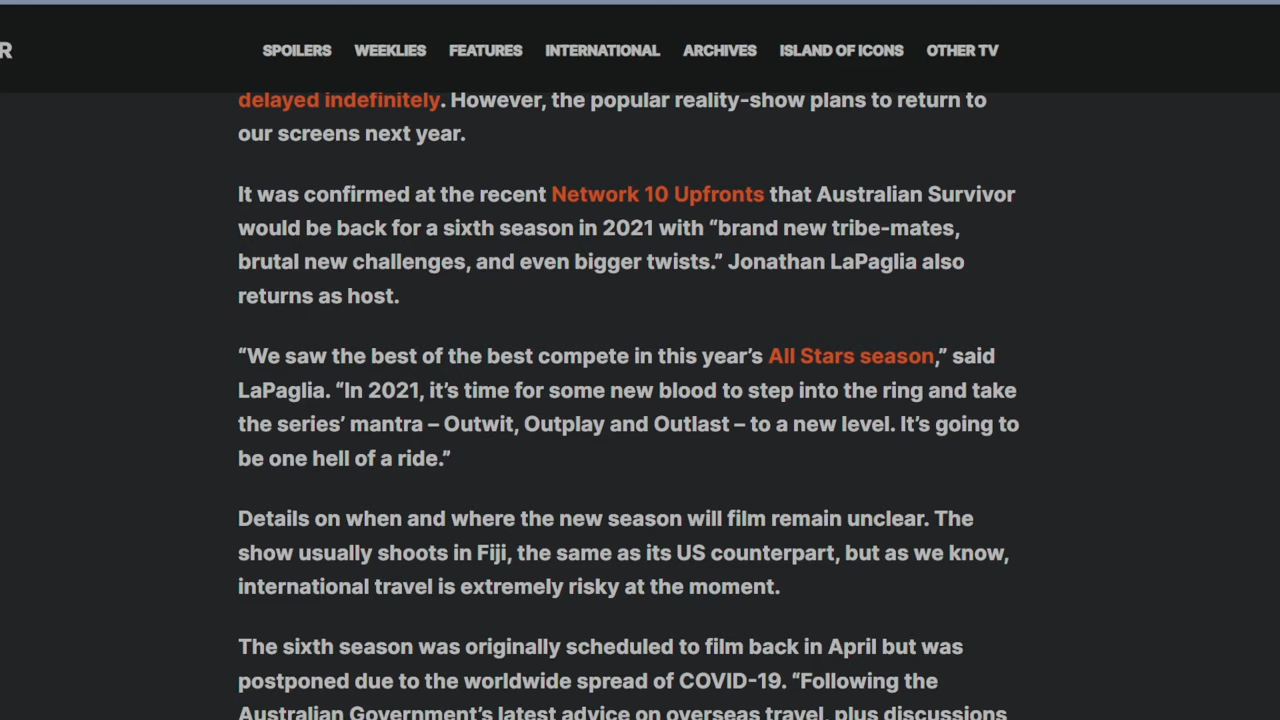 R
SPOILERS WEEKLIES FEATURES INTERNATIONAL ARCHIVES ISLAND OF ICONS OTHER TV
delayed indefinitely. However, the popular reality-show plans to return to
our screens next year.
It was confirmed at the recent Network 10 Upfronts that Australian Survivor
would be back for a sixth season in 2021 with “brand new tribe-mates,
brutal new challenges, and even bigger twists.” Jonathan LaPaglia also
returns as host.
“We saw the best of the best compete in this year’s All Stars season,” said
LaPaglia. “In 2021, it’s time for some new blood to step into the ring and take
the series’ mantra – Outwit, Outplay and Outlast – to a new level. It’s going to
be one hell of a ride.”
Details on when and where the new season will film remain unclear. The
show usually shoots in Fiji, the same as its US counterpart, but as we know,
international travel is extremely risky at the moment.
The sixth season was originally scheduled to film back in April but was
postponed due to the worldwide spread of COVID-19. “Following the
Australian Government’s latest advice on overseas travel, plus discussions